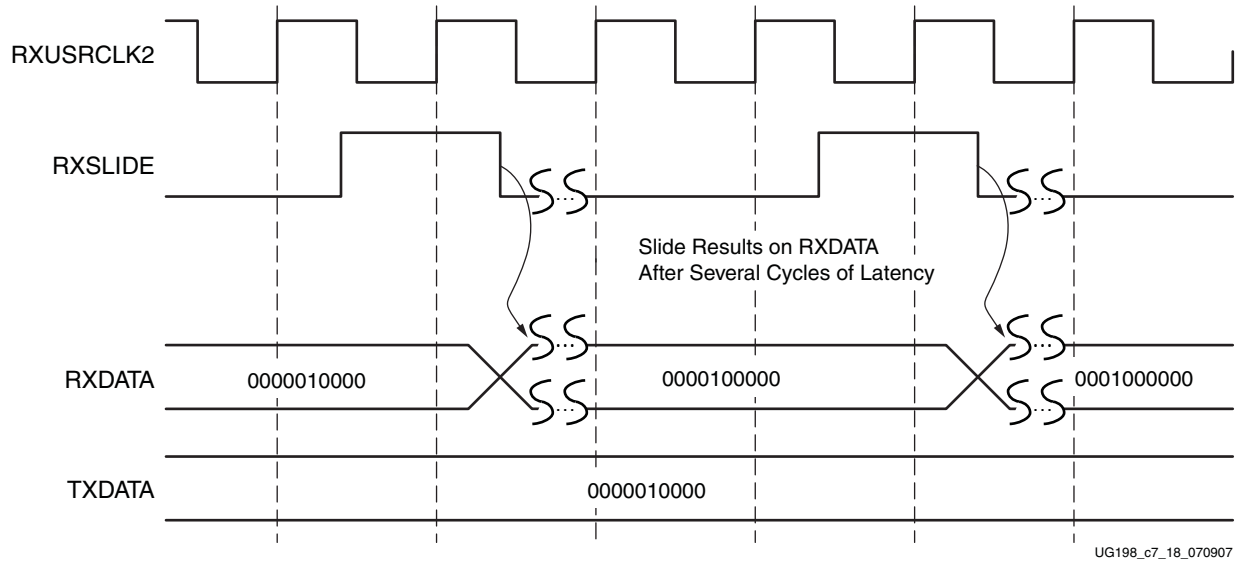 RXUSRCLK2
RXSLIDE
Slide Results on RXDATA
After Several Cycles of Latency
RXDATA
0000010000
0000100000
0001000000
TXDATA
0000010000
UG198_c7_18_070907